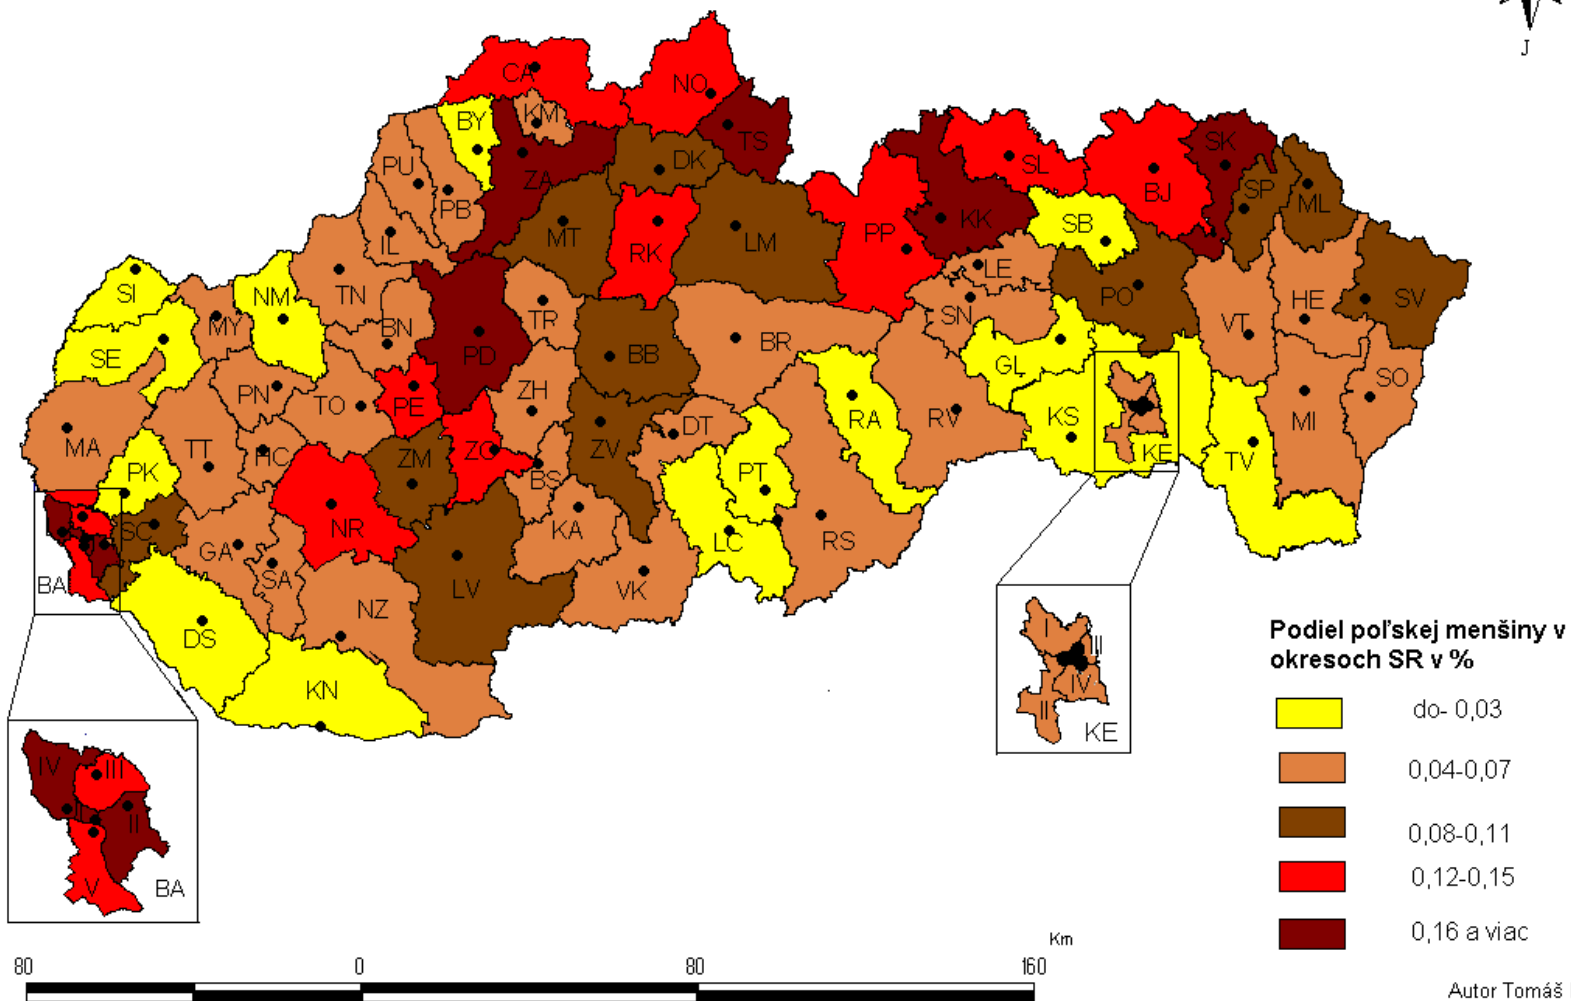 J
CA
NO
BY
KM
TS
PU
ZA
DK
SK
SL
PB
BJ
SP
ML
IL
MT
RK
LM
PP
KK
SB
SI
NM
TN
LE
MY
BN
TR
PO
HE
SV
SE
PD
BB
BR
SN
VT
PN
TO
PE
ZH
GL
SO
MA
DT
RA
RV
KS
MI
TT
HC
ZM
ZC
ZV
PK
BS
PT
KE
TV
SC
NR
KA
LC
RS
GA
BA
SA
LV
VK
NZ
DS
KN
I
III
IV
II
KE
IV
III
I
II
V
BA
Podiel poľskej menšiny v
okresoch SR v %
do- 0,03
0,04-0,07
0,08-0,11
0,12-0,15
0,16 a viac
Km
80
0
80
160
Autor Tomáš